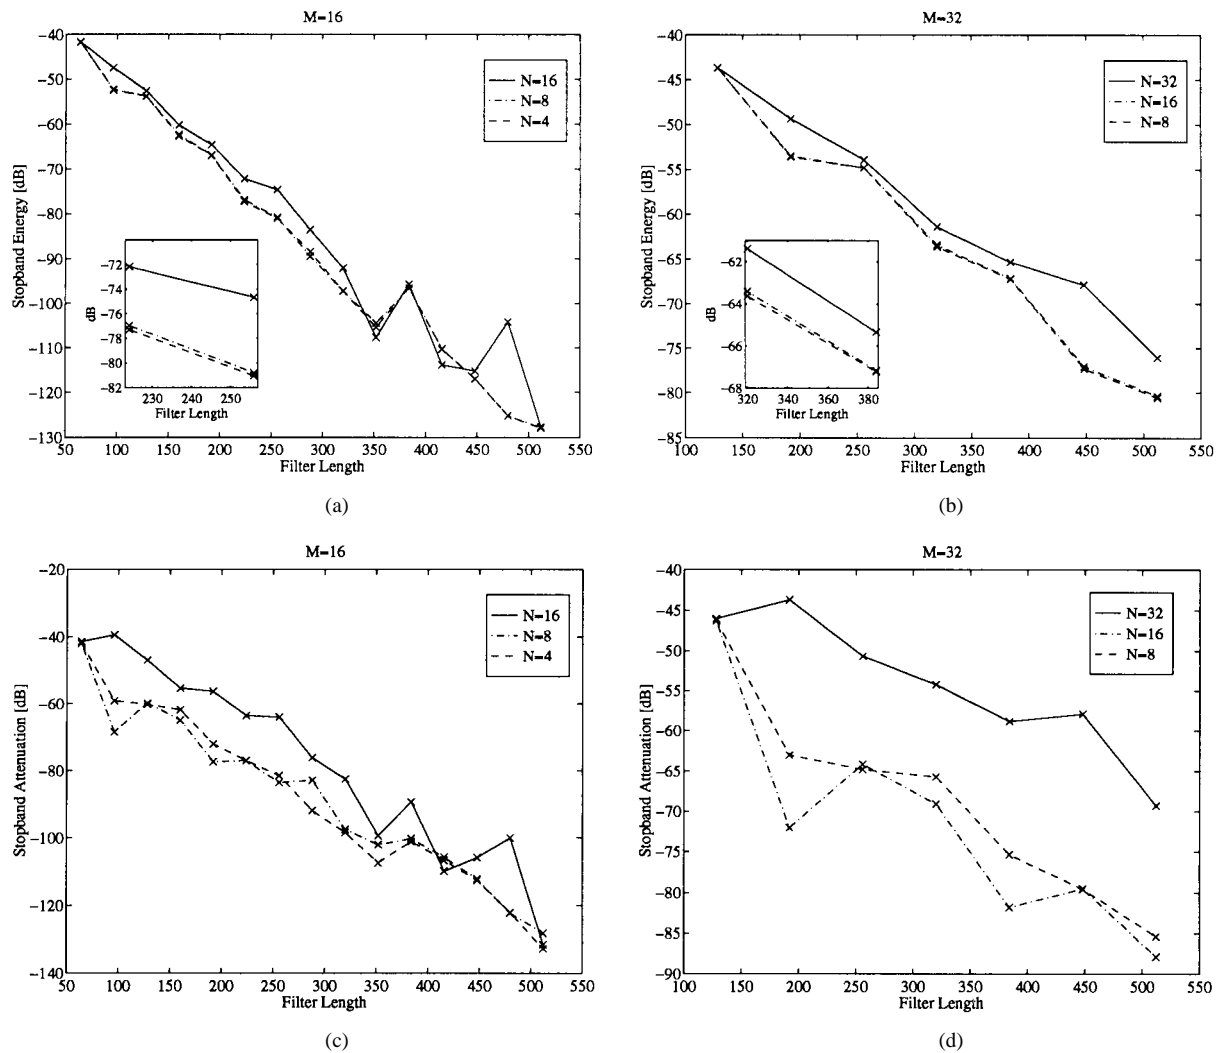 M=16
−40
−50
−60
−70
−80
−90
−100
−110
−120
−130
Stopband Energy [dB]
N=16
N=8
N=4
−72
−74
−76
−78
−80
−82
dB
230 240 250
Filter Length
50 100 150 200 250 300 350 400 450 500 550
Filter Length
(a)
M=32
−40
−45
−50
−55
−60
−65
−70
−75
−80
−85
Stopband Energy [dB]
N=32
N=16
N=8
−62
−64
−66
−68
dB
320 340 360 380
Filter Length
100 150 200 250 300 350 400 450 500 550
Filter Length
(b)
M=16
−20
−40
−60
−80
−100
−120
−140
Stopband Attenuation [dB]
N=16
N=8
N=4
50 100 150 200 250 300 350 400 450 500 550
Filter Length
(c)
M=32
−40
−45
−50
−55
−60
−65
−70
−75
−80
−85
−90
Stopband Attenuation [dB]
N=32
N=16
N=8
100 150 200 250 300 350 400 450 500 550
Filter Length
(d)